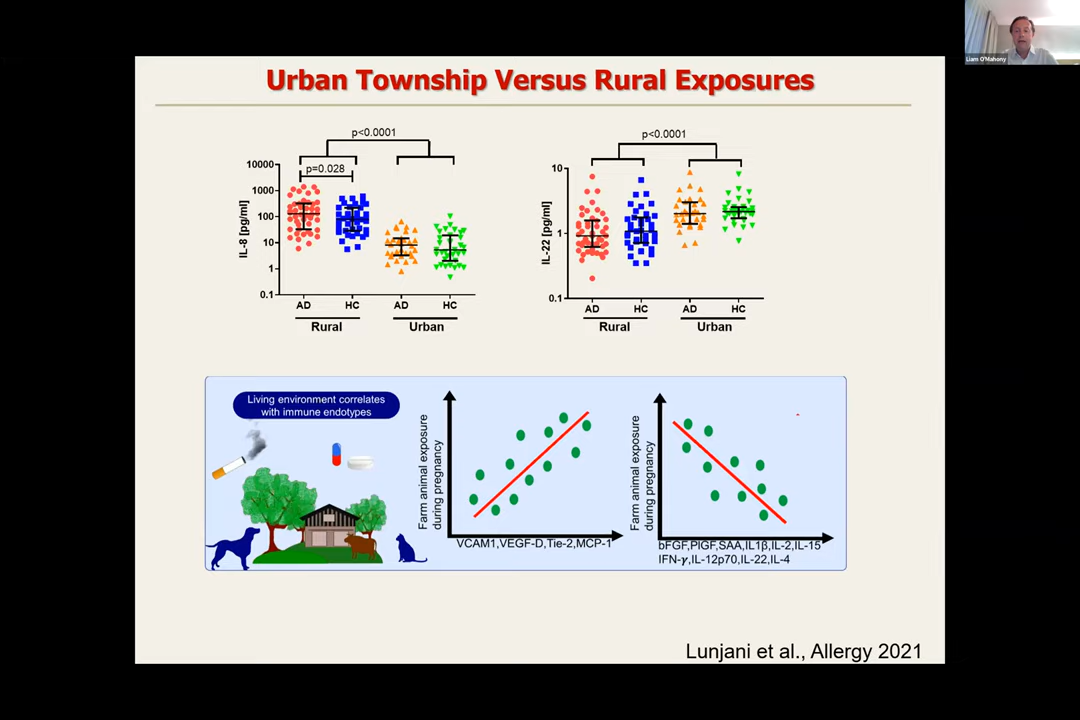 Liam O'Mahony
Urban Township Versus Rural Exposures
p<0.0001
p=0.028
10000
1000
100
10
1
0.1
IL-8 [pg/ml]
AD HC AD HC
Rural Urban
p<0.0001
10
1
0.1
IL-22 [pg/ml]
AD HC AD HC
Rural Urban
Living environment correlates
with immune endotypes
Farm animal exposure
during pregnancy
VCAM1,VEGF-D,Tie-2,MCP-1
Farm animal exposure
during pregnancy
bFGF,PlGF,SAA,IL1β,IL-2,IL-15
IFN-γ,IL-12p70,IL-22,IL-4
Lunjani et al., Allergy 2021